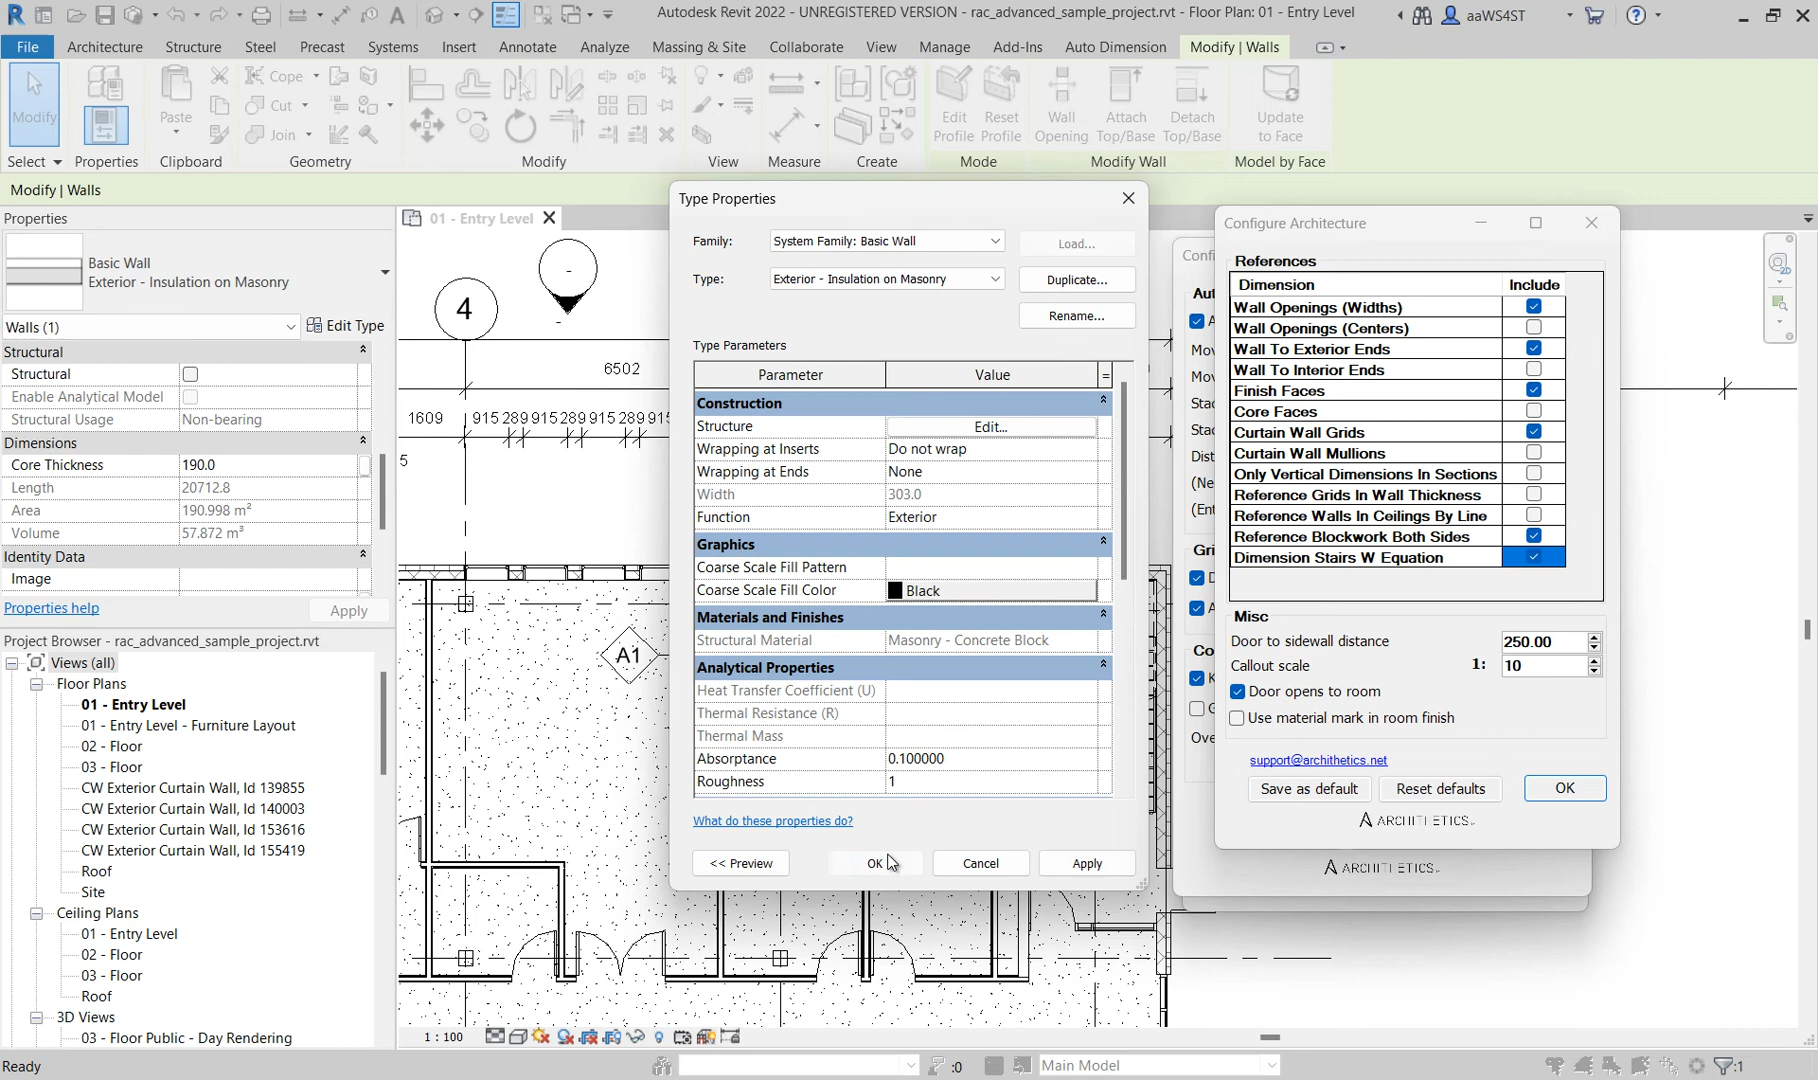 Autodesk Revit 2022 - UNREGISTERED VERSION - rac_advanced_sample_project.rvt - Floor Plan: 01 - Entry Level
aaWS4ST
File Architecture Structure Steel Precast Systems Insert Annotate Analyze Massing & Site Collaborate View Manage Add-Ins Auto Dimension Modify | Walls
Modify
Paste
Cope
Cut
Join
Edit Profile
Reset Profile
Wall Opening
Attach Top/Base
Detach Top/Base
Update to Face
Select Properties Clipboard Geometry Modify View Measure Create Mode Modify Wall Model by Face
Modify | Walls
Properties
Basic Wall
Exterior - Insulation on Masonry
Walls (1) Edit Type
Structural
Structural
Enable Analytical Model
Structural Usage Non-bearing
Dimensions
Core Thickness 190.0
Length 20712.8
Area 190.998 m²
Volume 57.872 m³
Identity Data
Image
Properties help Apply
Project Browser - rac_advanced_sample_project.rvt
Views (all)
Floor Plans
01 - Entry Level
01 - Entry Level - Furniture Layout
02 - Floor
03 - Floor
CW Exterior Curtain Wall, Id 139855
CW Exterior Curtain Wall, Id 140003
CW Exterior Curtain Wall, Id 153616
CW Exterior Curtain Wall, Id 155419
Roof
Site
Ceiling Plans
01 - Entry Level
02 - Floor
03 - Floor
Roof
3D Views
03 - Floor Public - Day Rendering
01 - Entry Level
4
-
-
6502
1609 915 289 915 289 915
5
A1
1 : 100
Type Properties
Family: System Family: Basic Wall Load...
Type: Exterior - Insulation on Masonry Duplicate...
Rename...
Type Parameters
Parameter Value =
Construction
Structure Edit...
Wrapping at Inserts Do not wrap
Wrapping at Ends None
Width 303.0
Function Exterior
Graphics
Coarse Scale Fill Pattern
Coarse Scale Fill Color Black
Materials and Finishes
Structural Material Masonry - Concrete Block
Analytical Properties
Heat Transfer Coefficient (U)
Thermal Resistance (R)
Thermal Mass
Absorptance 0.100000
Roughness 1
What do these properties do?
<< Preview OK Cancel Apply
Configure Architecture
References
Dimension Include
Wall Openings (Widths)
Wall Openings (Centers)
Wall To Exterior Ends
Wall To Interior Ends
Finish Faces
Core Faces
Curtain Wall Grids
Curtain Wall Mullions
Only Vertical Dimensions In Sections
Reference Grids In Wall Thickness
Reference Walls In Ceilings By Line
Reference Blockwork Both Sides
Dimension Stairs W Equation
Misc
Door to sidewall distance 250.00
Callout scale 1: 10
Door opens to room
Use material mark in room finish
support@archithetics.net
Save as default Reset defaults OK
ARCHITHETICS
ARCHITHETICS
2D
Ready :0 Main Model :1